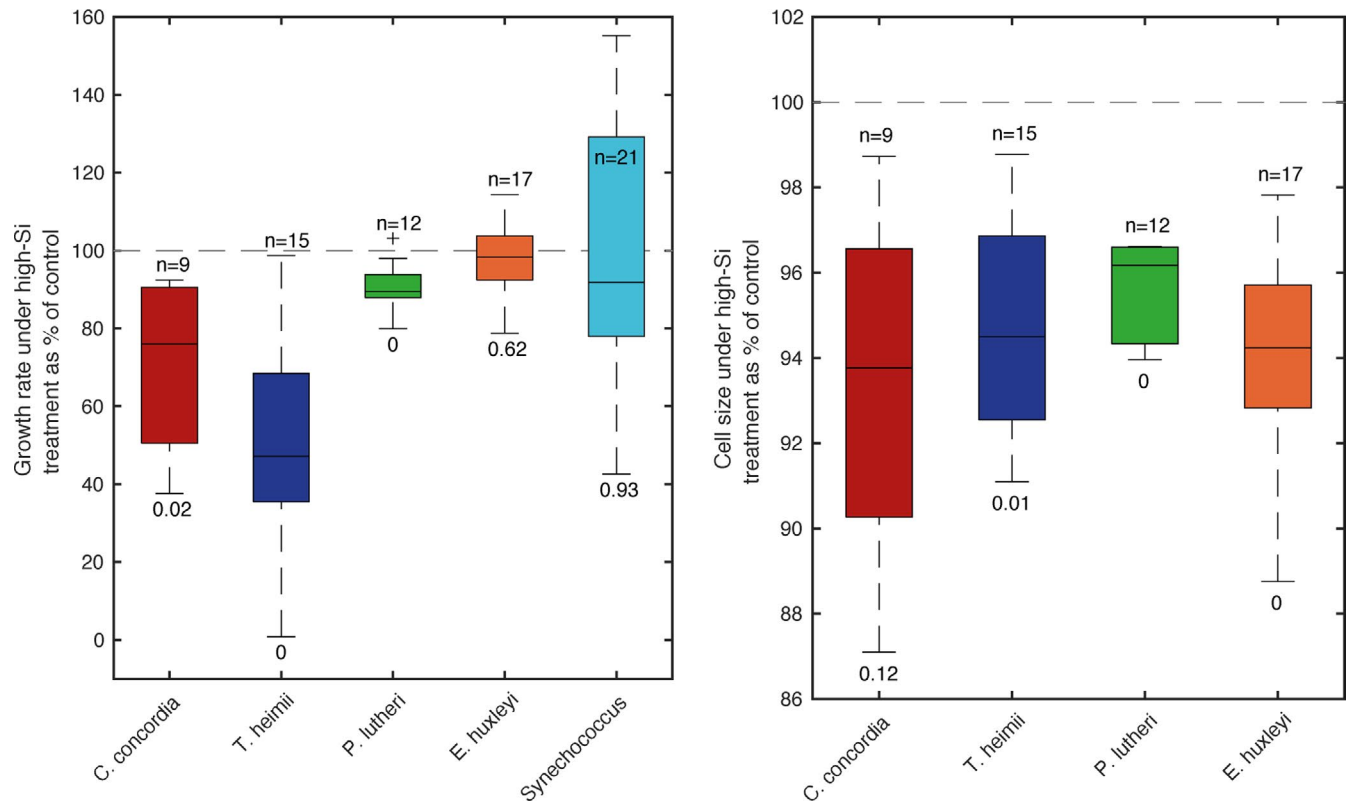 Growth rate under high-Si
treatment as % of control
160
140
120
100
80
60
40
20
0
n=9
n=15
n=12
n=17
n=21
0.02
0
0
0.62
0.93
C. concordia
T. heimii
P. lutheri
E. huxleyi
Synechococcus
Cell size under high-Si
treatment as % of control
102
100
98
96
94
92
90
88
86
n=9
n=15
n=12
n=17
0.12
0.01
0
0
C. concordia
T. heimii
P. lutheri
E. huxleyi